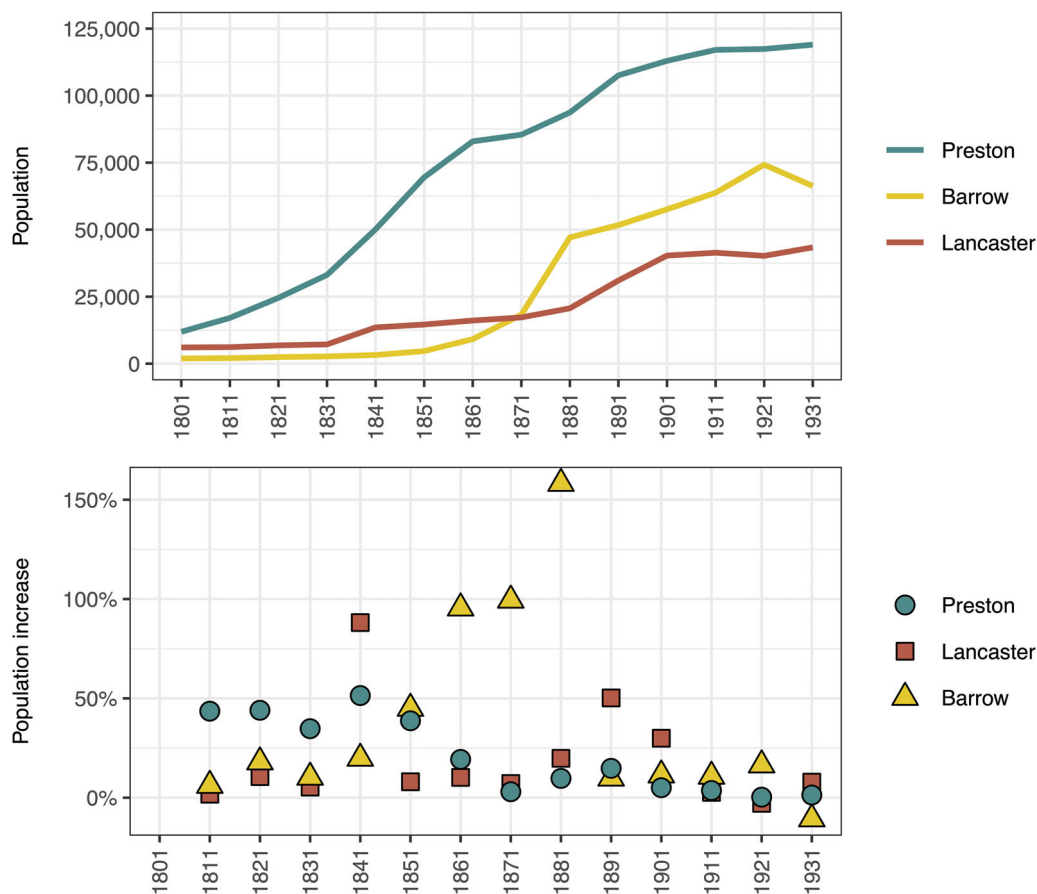 125,000
100,000
75,000
50,000
25,000
0
Population
1801 1811 1821 1831 1841 1851 1861 1871 1881 1891 1901 1911 1921 1931
Preston
Barrow
Lancaster
150%
100%
50%
0%
Population increase
1801 1811 1821 1831 1841 1851 1861 1871 1881 1891 1901 1911 1921 1931
Preston
Lancaster
Barrow